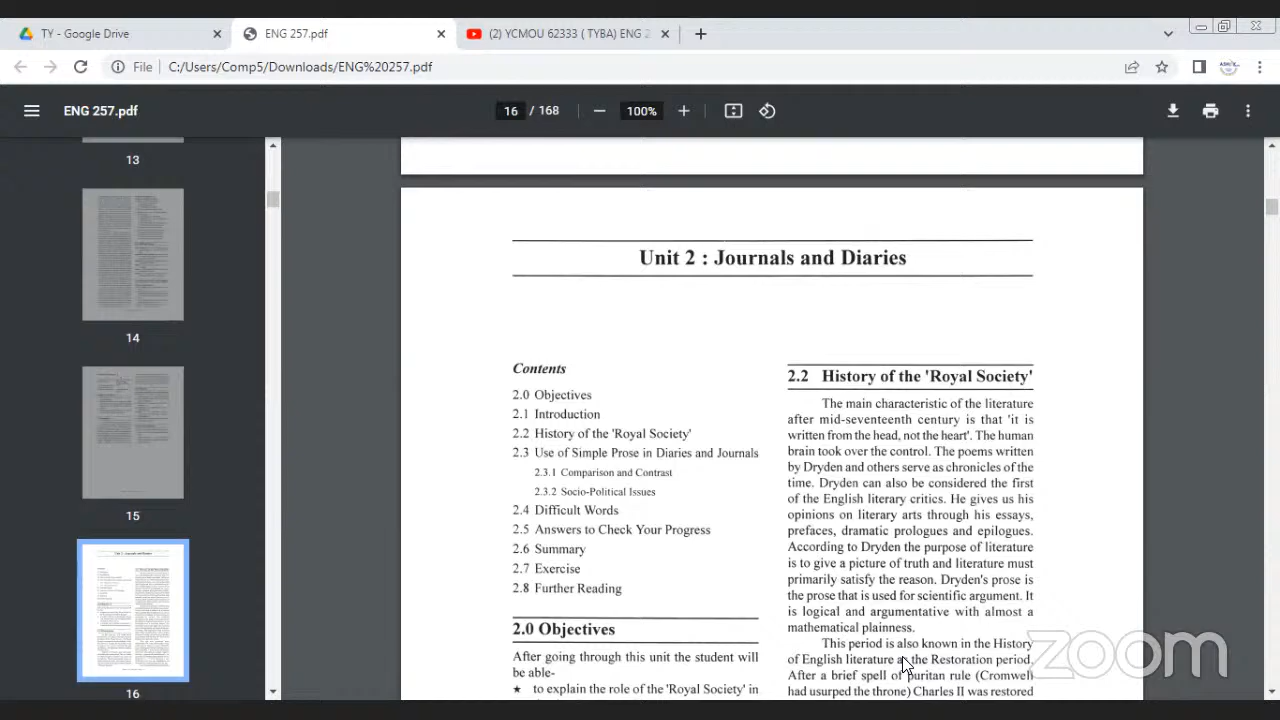 TY - Google Drive
ENG 257.pdf
(2) YCMOU 62333 ( TYBA) ENG 2
File
C:/Users/Comp5/Downloads/ENG%20257.pdf
ENG 257.pdf
16 / 168
100%
13
14
15
16
Unit 2 : Journals and Diaries
Contents
2.0 Objectives
2.1 Introduction
2.2 History of the 'Royal Society'
2.3 Use of Simple Prose in Diaries and Journals
2.3.1 Comparison and Contrast
2.3.2 Socio-Political Issues
2.4 Difficult Words
2.5 Answers to Check Your Progress
2.6 Summary
2.7 Exercise
2.8 Further Reading
2.0 Objectives
After going through this unit the student will
be able-
★ to explain the role of the 'Royal Society' in
2.2 History of the 'Royal Society'
The main characteristic of the literature
after mid-seventeenth century is that 'it is
written from the head, not the heart'. The human
brain took over the control. The poems written
by Dryden and others serve as chronicles of the
time. Dryden can also be considered the first
of the English literary critics. He gives us his
opinions on literary arts through his essays,
prefaces, dramatic prologues and epilogues.
According to Dryden the purpose of literature
is to give a picture of truth and literature must
primarily satisfy the reason. Dryden's prose is
the prose that is used for scientific argument. It
is logical and argumentative with almost a
mathematical plainness.
This period is also known in the History
of English literature as the Restoration period.
After a brief spell of puritan rule (Cromwell
had usurped the throne) Charles II was restored
zoom